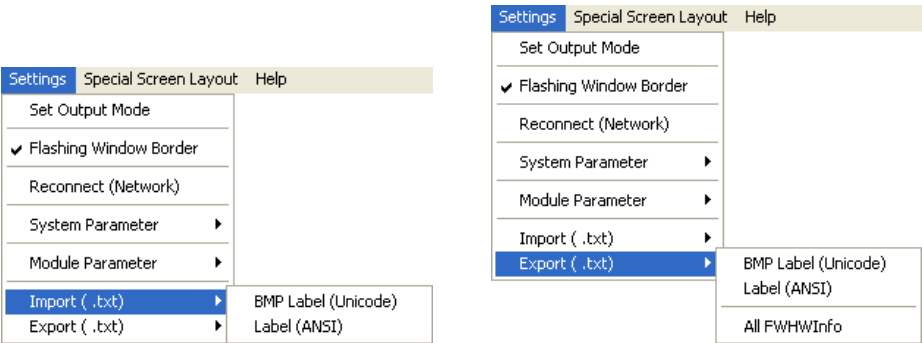 Settings Special Screen Layout Help
Set Output Mode
Flashing Window Border
Reconnect (Network)
System Parameter
Module Parameter
Import ( .txt)
BMP Label (Unicode)
Export ( .txt)
Label (ANSI)
Settings Special Screen Layout Help
Set Output Mode
Flashing Window Border
Reconnect (Network)
System Parameter
Module Parameter
Import ( .txt)
Export ( .txt)
BMP Label (Unicode)
Label (ANSI)
All FWHWInfo